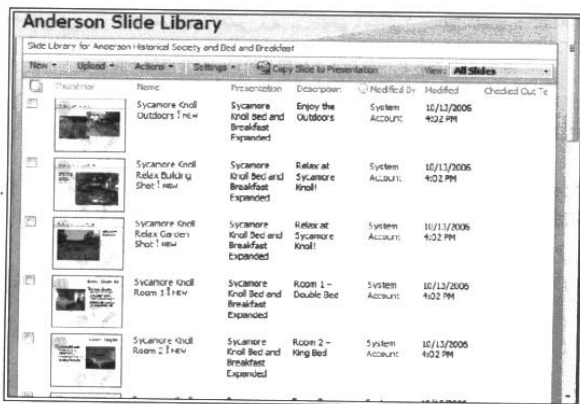 Anderson Slide Library
Slide Library for Anderson Historical Society and Bed and Breakfast
New Upload Actions Settings Copy Slide to Presentation View: All Slides
Thumbnail Name Presentation Description Modified By Modified Checked Out To
Sycamore Knoll Sycamore Enjoy the System 10/13/2006
Outdoors ! NEW Knoll Bed and Outdoors Account 4:02 PM
Breakfast
Expanded
Sycamore Knoll Sycamore Relax at System 10/13/2006
Relax Building Knoll Bed and Sycamore Account 4:02 PM
Shot ! NEW Breakfast Knoll!
Expanded
Sycamore Knoll Sycamore Relax at System 10/13/2006
Relax Garden Knoll Bed and Sycamore Account 4:02 PM
Shot ! NEW Breakfast Knoll!
Expanded
Sycamore Knoll Sycamore Room 1 – System 10/13/2006
Room 1 ! NEW Knoll Bed and Double Bed Account 4:02 PM
Breakfast
Expanded
Sycamore Knoll Sycamore Room 2 – System 10/13/2006
Room 2 ! NEW Knoll Bed and King Bed Account 4:02 PM
Breakfast
Expanded